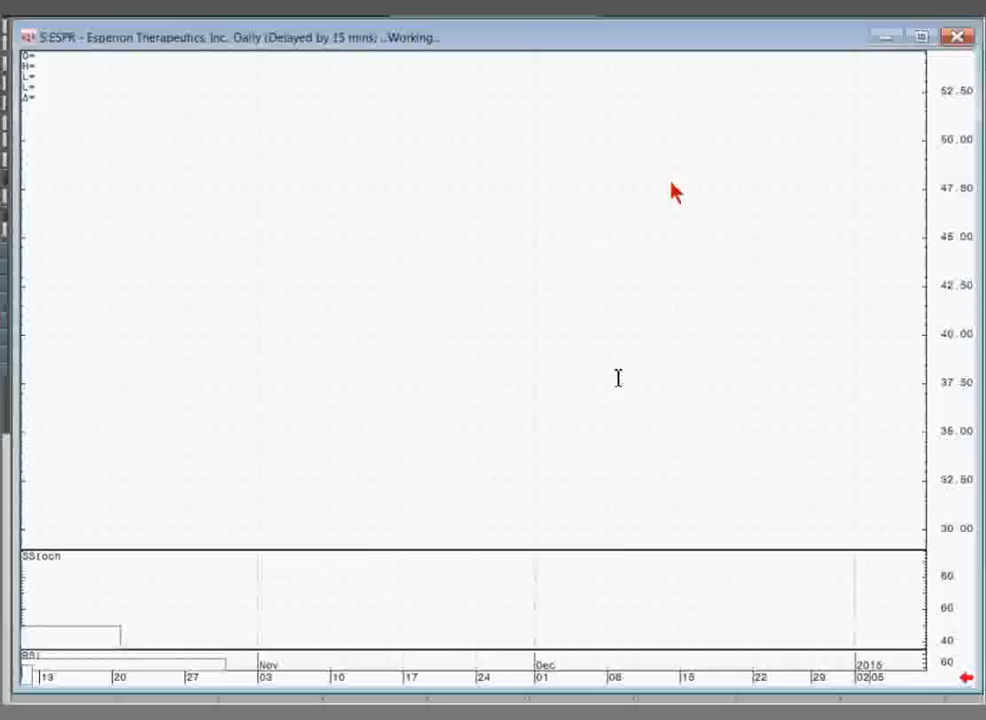 S:ESPR - Esperion Therapeutics, Inc. Daily (Delayed by 15 mins) ...Working...
O=
H=
L=
L=
Δ=
52.50
50.00
47.50
45.00
42.50
40.00
37.50
35.00
32.50
30.00
SStoch
80
60
40
RSI
60
Nov
Dec
2015
13
20
27
03
10
17
24
01
08
15
22
29
02
05